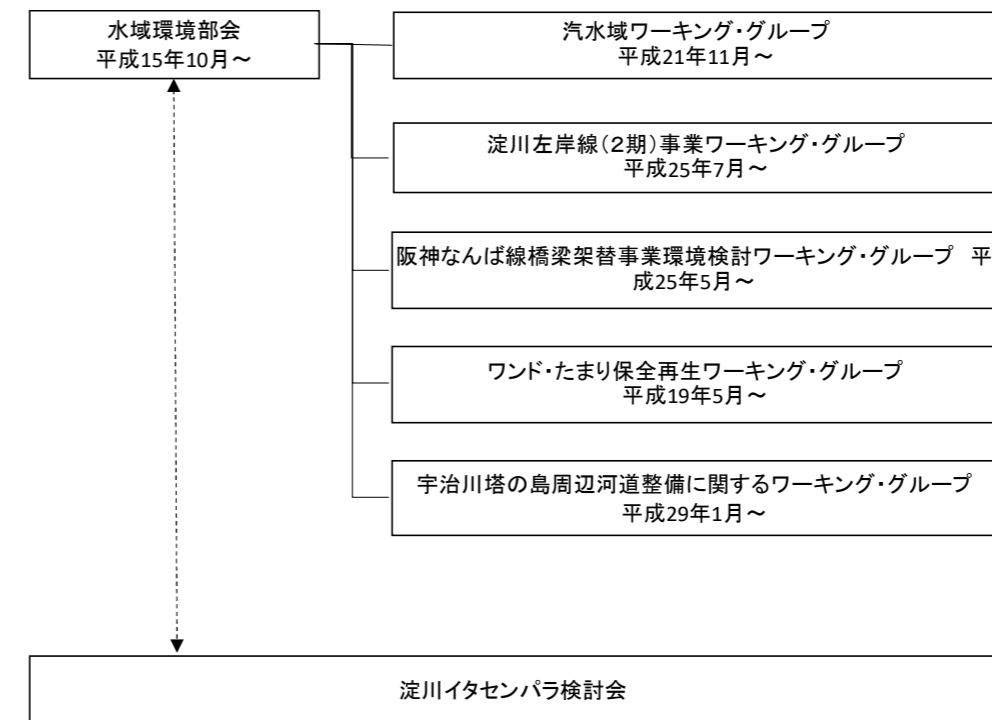 水域環境部会
平成15年10月～
汽水域ワーキング・グループ
平成21年11月～
淀川左岸線（２期）事業ワーキング・グループ
平成25年7月～
阪神なんば線橋梁架替事業環境検討ワーキング・グループ　平
成25年5月～
ワンド・たまり保全再生ワーキング・グループ
平成19年5月～
宇治川塔の島周辺河道整備に関するワーキング・グループ
平成29年1月～
淀川イタセンパラ検討会